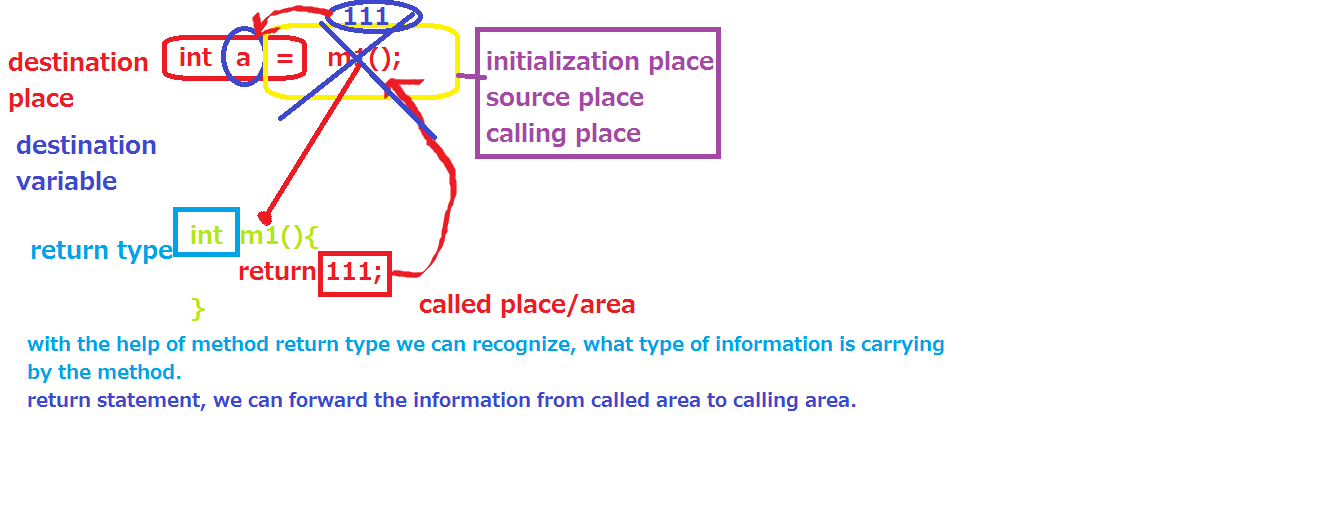 111
destination
place
int a = m1();
initialization place
source place
calling place
destination
variable
return type
int m1(){
return 111;
}
called place/area
with the help of method return type we can recognize, what type of information is carrying
by the method.
return statement, we can forward the information from called area to calling area.